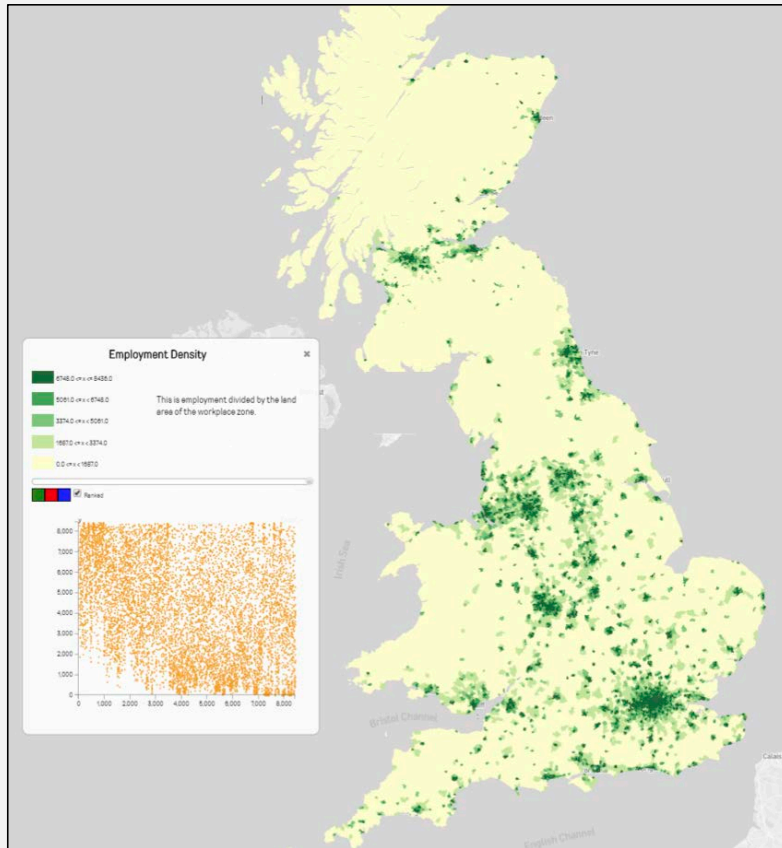 een
Tyne
Employment Density
6748.0 <= x <= 8435.0
5061.0 <= x < 6748.0
3374.0 <= x < 5061.0
1687.0 <= x < 3374.0
0.0 <= x < 1687.0
This is employment divided by the land
area of the workplace zone.
Ranked
8,000
7,000
6,000
5,000
4,000
3,000
2,000
1,000
0
0 1,000 2,000 3,000 4,000 5,000 6,000 7,000 8,000
Irish Sea
Bristol Channel
Calais
English Channel